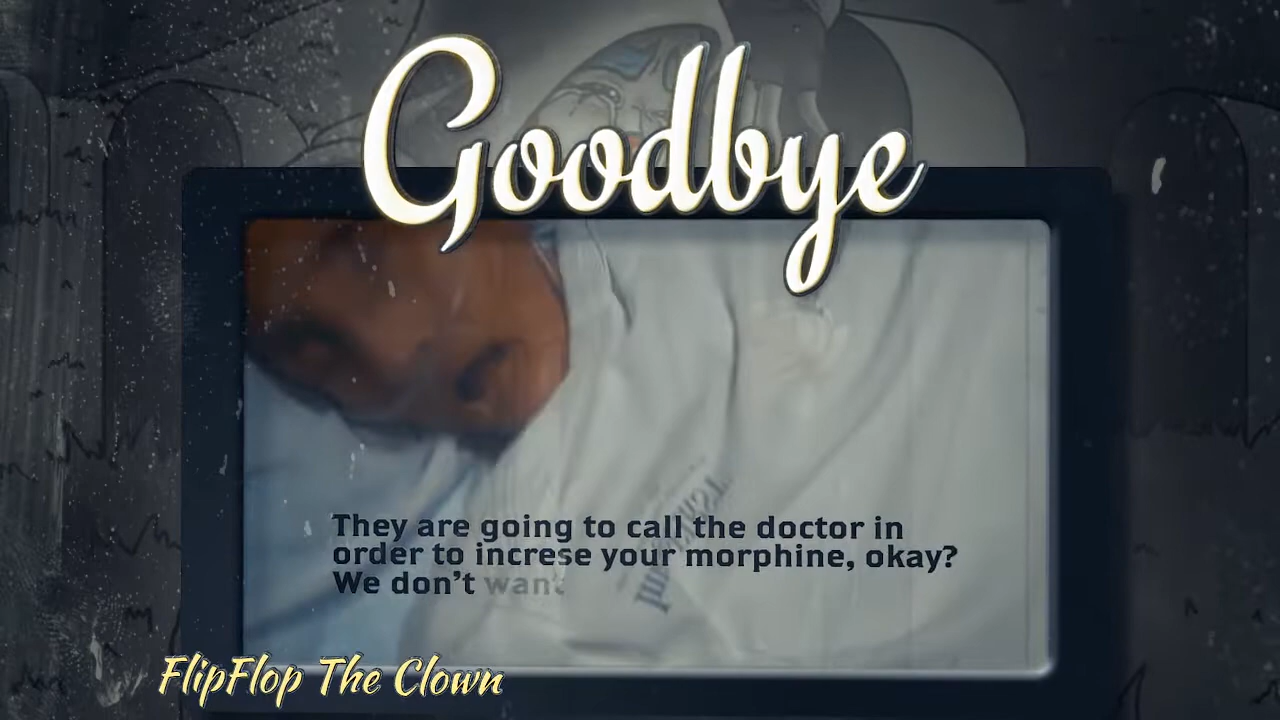 Goodbye
They are going to call the doctor in
order to increse your morphine, okay?
We don't want
FlipFlop The Clown